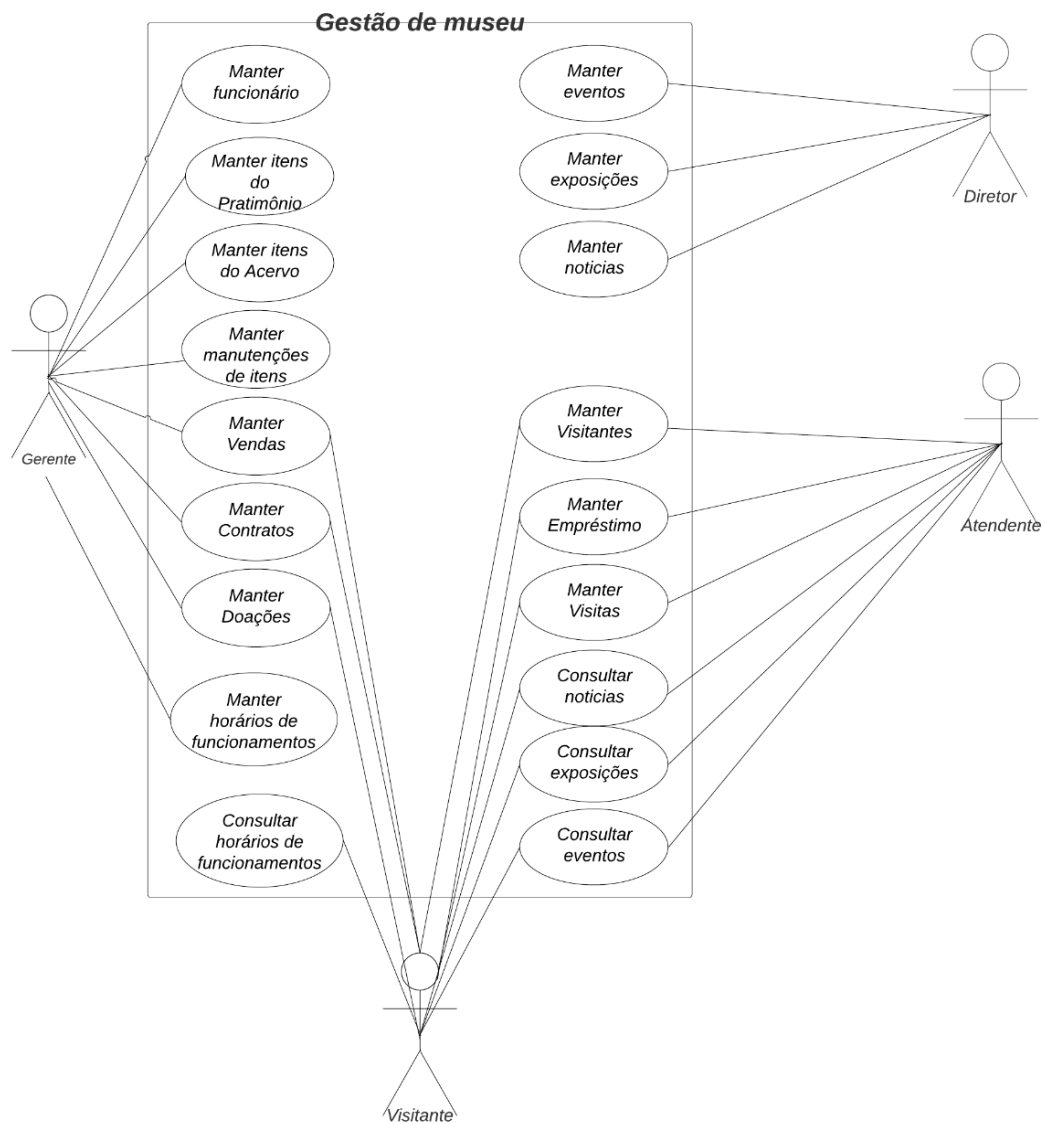 Gestão de museu
Manter
funcionário
Manter itens
do
Pratimônio
Manter itens
do Acervo
Manter
manutenções
de itens
Manter
Vendas
Manter
Contratos
Manter
Doações
Manter
horários de
funcionamentos
Consultar
horários de
funcionamentos
Manter
eventos
Manter
exposições
Manter
noticias
Manter
Visitantes
Manter
Empréstimo
Manter
Visitas
Consultar
noticias
Consultar
exposições
Consultar
eventos
Gerente
Diretor
Atendente
Visitante